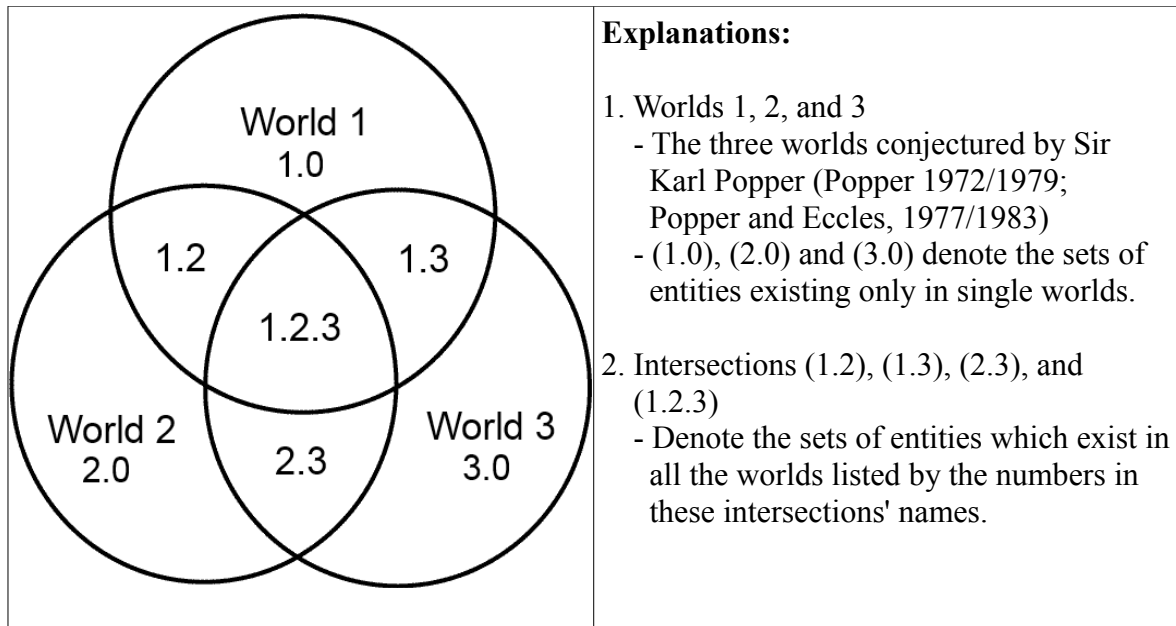 World 1
1.0
1.2
1.3
1.2.3
World 2
2.0
2.3
World 3
3.0
Explanations:
1. Worlds 1, 2, and 3
- The three worlds conjectured by Sir
Karl Popper (Popper 1972/1979;
Popper and Eccles, 1977/1983)
- (1.0), (2.0) and (3.0) denote the sets of
entities existing only in single worlds.
2. Intersections (1.2), (1.3), (2.3), and
(1.2.3)
- Denote the sets of entities which exist in
all the worlds listed by the numbers in
these intersections' names.